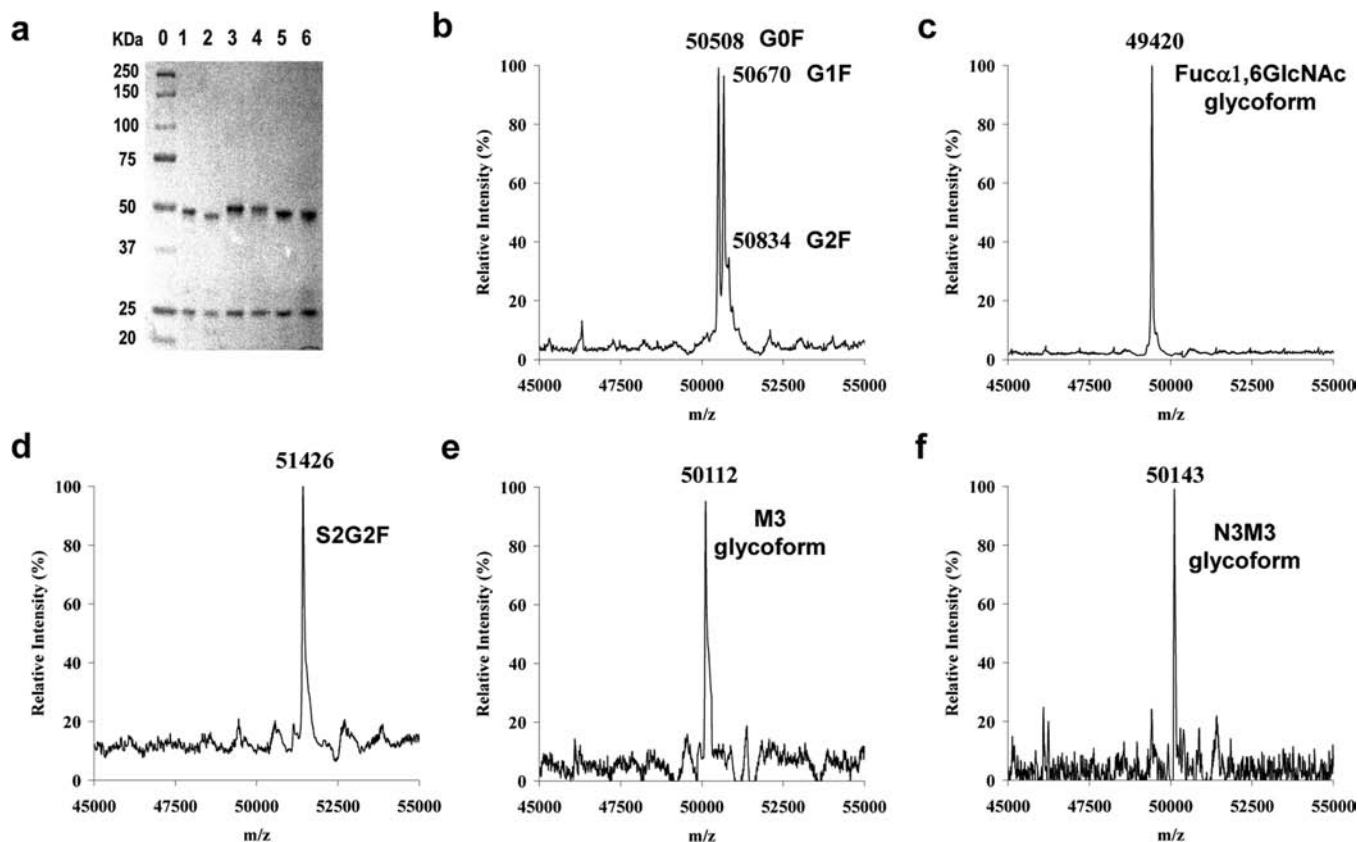 a
KDa 0 1 2 3 4 5 6
250
150
100
75
50
37
25
20
b
50508 G0F
50670 G1F
50834 G2F
Relative Intensity (%)
100
80
60
40
20
0
45000 47500 50000 52500 55000
m/z
c
49420
Fucα1,6GlcNAc
glycoform
Relative Intensity (%)
100
80
60
40
20
0
45000 47500 50000 52500 55000
m/z
d
51426
S2G2F
Relative Intensity (%)
100
80
60
40
20
0
45000 47500 50000 52500 55000
m/z
e
50112
M3
glycoform
Relative Intensity (%)
100
80
60
40
20
0
45000 47500 50000 52500 55000
m/z
f
50143
N3M3
glycoform
Relative Intensity (%)
100
80
60
40
20
0
45000 47500 50000 52500 55000
m/z